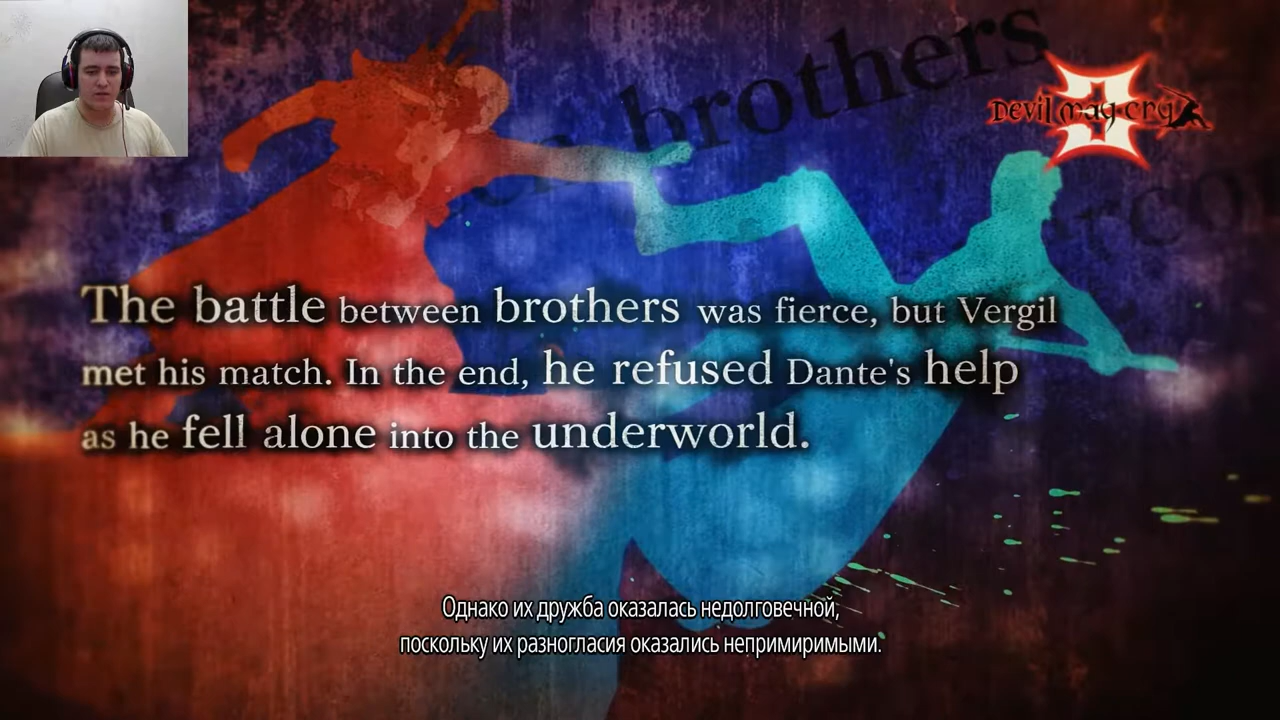 brothers
Devil may cry
3
The battle between brothers was fierce, but Vergil
met his match. In the end, he refused Dante's help
as he fell alone into the underworld.
Однако их дружба оказалась недолговечной,
поскольку их разногласия оказались непримиримыми.